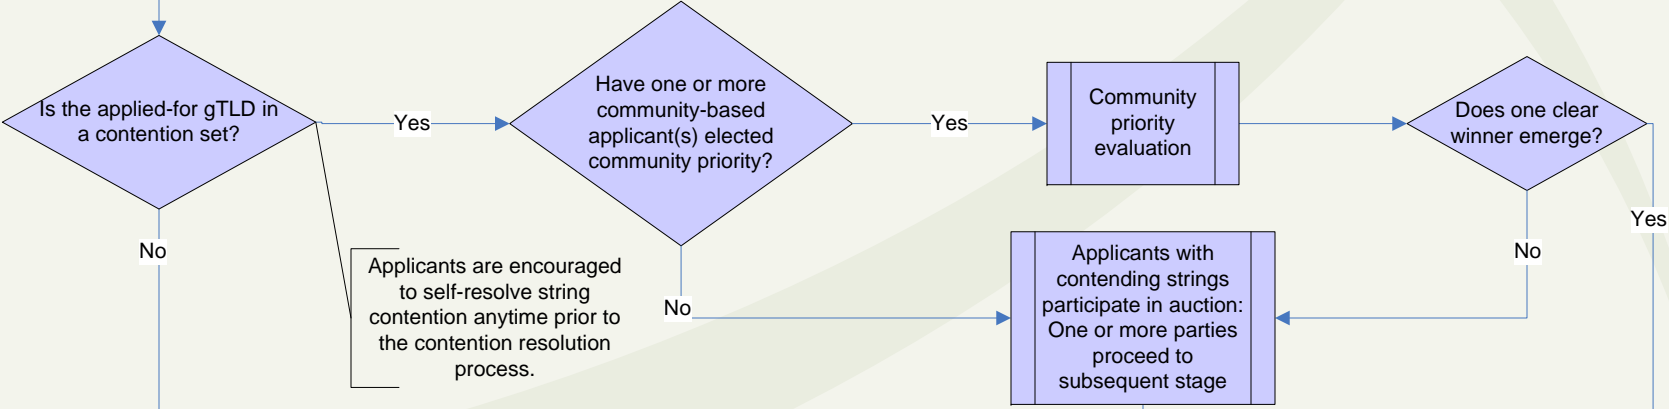 Is the applied-for gTLD in
a contention set?
Yes
Have one or more
community-based
applicant(s) elected
community priority?
Yes
Community
priority
evaluation
Does one clear
winner emerge?
Yes
No
Applicants are encouraged
to self-resolve string
contention anytime prior to
the contention resolution
process.
No
Applicants with
contending strings
participate in auction:
One or more parties
proceed to
subsequent stage
No